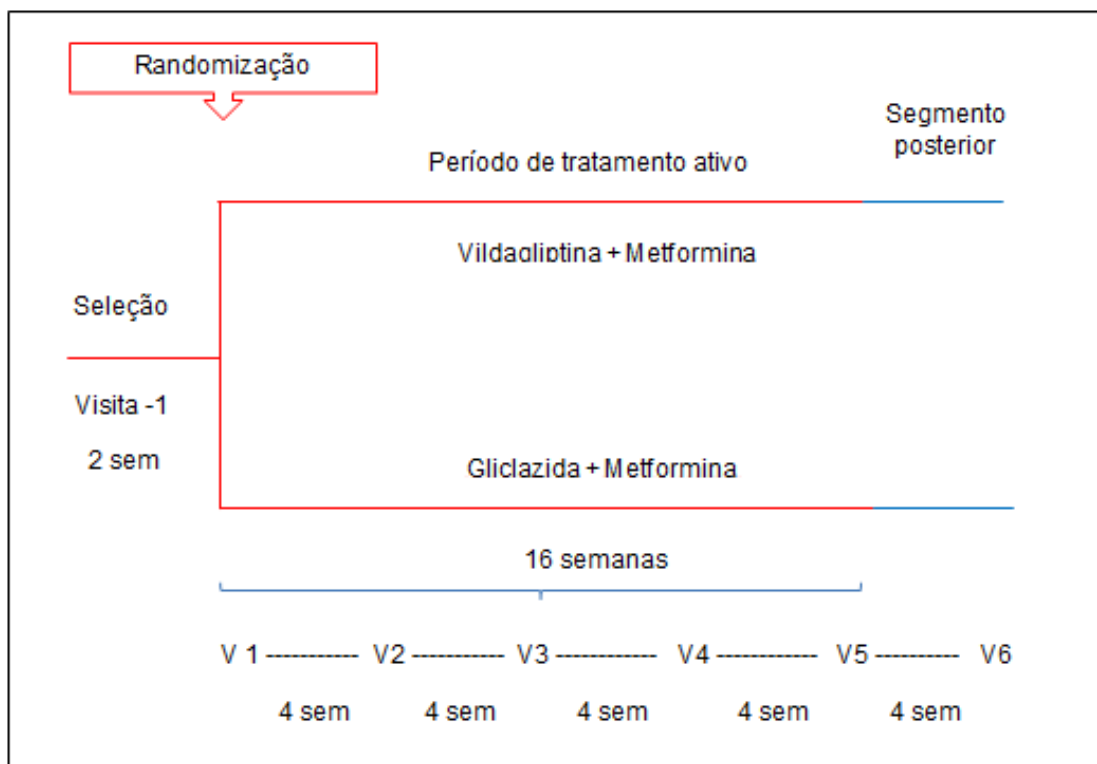 Randomização
Segmento
posterior
Período de tratamento ativo
Vildagliptina + Metformina
Seleção
Visita -1
2 sem
Gliclazida + Metformina
16 semanas
V 1 ----------- V2 ----------- V3 ------------ V4 ------------ V5 ---------- V6
4 sem 4 sem 4 sem 4 sem 4 sem